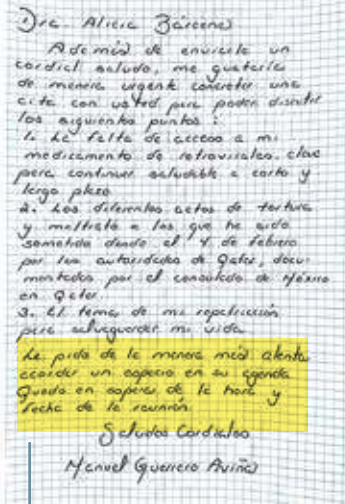 Dra. Alicia Bárcena
Además de enviarle un
cordial saludo, me gustaría
de manera urgente concretar una
cita con usted para poder discutir
los siguientes puntos:
1. La falta de acceso a mi
medicamento de retrovirales, clave
para continuar saludable a corto y
largo plazo
2. Los diferentes actos de tortura
y maltrato a los que he sido
sometido desde el 4 de febrero
por las autoridades de Qatar, docu-
mentados por el consulado de México
en Qatar.
3. El tema de mi repatriación
para salvaguardar mi vida
Le pido de la manera más atenta
acordar un espacio en su agenda
Quedo en espera de la hora y
fecha de la reunión.
Saludos Cordiales
Manuel Guerrero Aviña